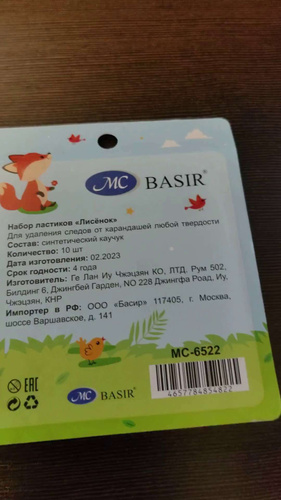 MC BASIR®
Набор ластиков «Лисёнок»
Для удаления следов от карандашей любой твердости
Состав: синтетический каучук
Количество: 10 шт
Дата изготовления: 02.2023
Срок годности: 4 года
Изготовитель: Ге Лан Иу Чжэцзян КО, ЛТД. Рум 502,
Билдинг 6, Джингбей Гарден, NO 228 Джингфа Роад, Иу,
Чжэцзян, КНР
Импортер в РФ: ООО «Басир» 117405, г. Москва,
шоссе Варшавское, д. 141
МС-6522
EAC
MC BASIR®
4657784854822